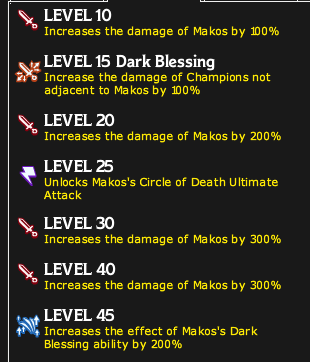 LEVEL 10
Increases the damage of Makos by 100%
LEVEL 15 Dark Blessing
Increase the damage of Champions not
adjacent to Makos by 100%
LEVEL 20
Increases the damage of Makos by 200%
LEVEL 25
Unlocks Makos's Circle of Death Ultimate
Attack
LEVEL 30
Increases the damage of Makos by 300%
LEVEL 40
Increases the damage of Makos by 300%
LEVEL 45
Increases the effect of Makos's Dark
Blessing ability by 200%